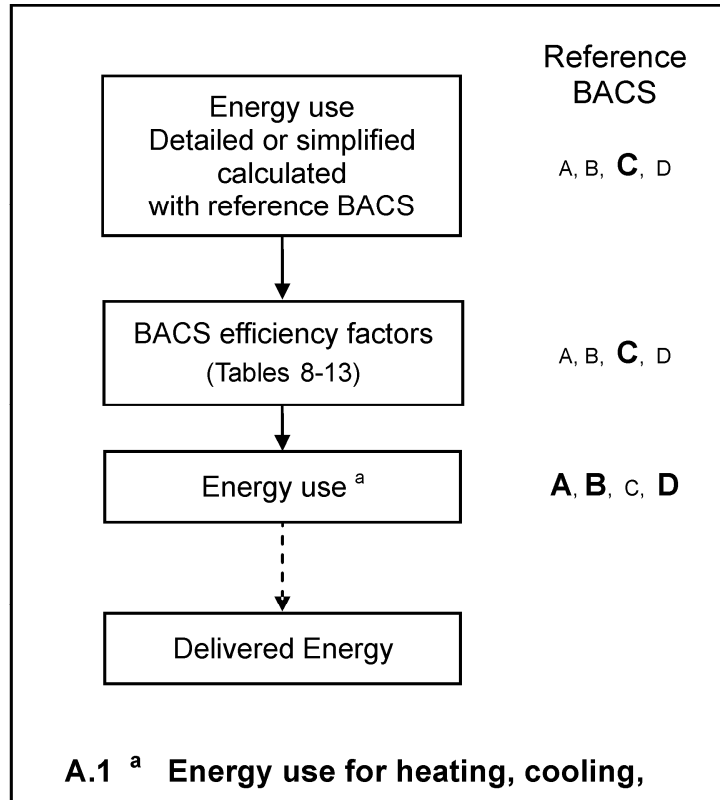 Reference
BACS
Energy use
Detailed or simplified
calculated
with reference BACS
A, B, C, D
BACS efficiency factors
(Tables 8-13)
A, B, C, D
Energy use a
A, B, C, D
Delivered Energy
A.1 a Energy use for heating, cooling,